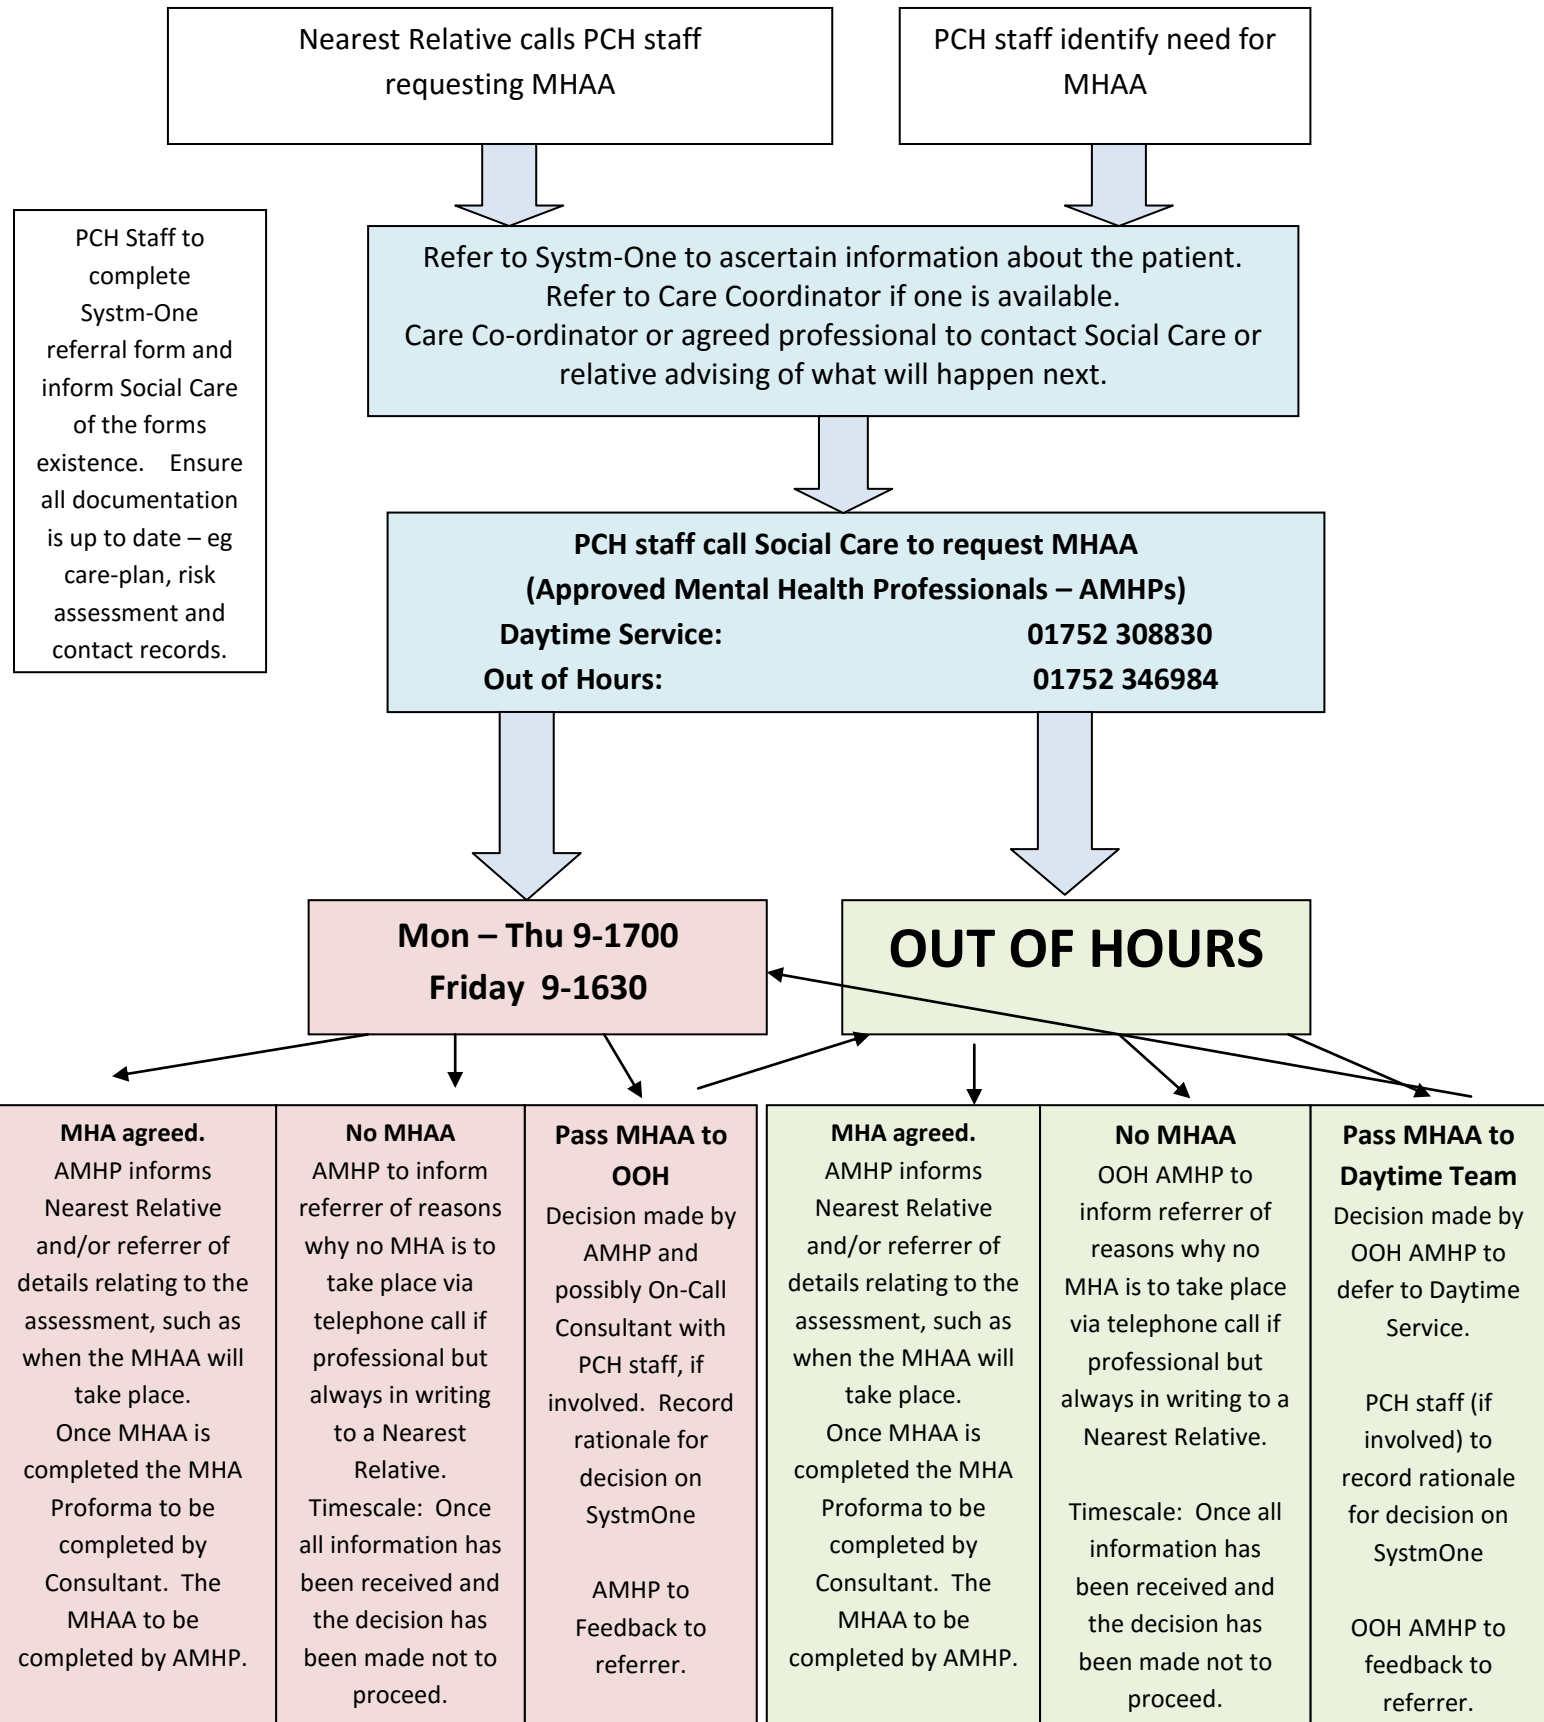 Nearest Relative calls PCH staff
requesting MHAA
PCH staff identify need for
MHAA
PCH Staff to
complete
Systm-One
referral form and
inform Social Care
of the forms
existence.    Ensure
all documentation
is up to date – eg
care-plan, risk
assessment and
contact records.
Refer to Systm-One to ascertain information about the patient.
Refer to Care Coordinator if one is available.
Care Co-ordinator or agreed professional to contact Social Care or
relative advising of what will happen next.
PCH staff call Social Care to request MHAA
(Approved Mental Health Professionals – AMHPs)
Daytime Service: 01752 308830
Out of Hours: 01752 346984
Mon – Thu 9-1700
Friday  9-1630
OUT OF HOURS
MHA agreed.
AMHP informs
Nearest Relative
and/or referrer of
details relating to the
assessment, such as
when the MHAA will
take place.
Once MHAA is
completed the MHA
Proforma to be
completed by
Consultant.  The
MHAA to be
completed by AMHP.
No MHAA
AMHP to inform
referrer of reasons
why no MHA is to
take place via
telephone call if
professional but
always in writing
to a Nearest
Relative.
Timescale:  Once
all information has
been received and
the decision has
been made not to
proceed.
Pass MHAA to
OOH
Decision made by
AMHP and
possibly On-Call
Consultant with
PCH staff, if
involved.  Record
rationale for
decision on
SystmOne
AMHP to
Feedback to
referrer.
MHA agreed.
AMHP informs
Nearest Relative
and/or referrer of
details relating to the
assessment, such as
when the MHAA will
take place.
Once MHAA is
completed the MHA
Proforma to be
completed by
Consultant.  The
MHAA to be
completed by AMHP.
No MHAA
OOH AMHP to
inform referrer of
reasons why no
MHA is to take place
via telephone call if
professional but
always in writing to a
Nearest Relative.
Timescale:  Once all
information has
been received and
the decision has
been made not to
proceed.
Pass MHAA to
Daytime Team
Decision made by
OOH AMHP to
defer to Daytime
Service.
PCH staff (if
involved) to
record rationale
for decision on
SystmOne
OOH AMHP to
feedback to
referrer.